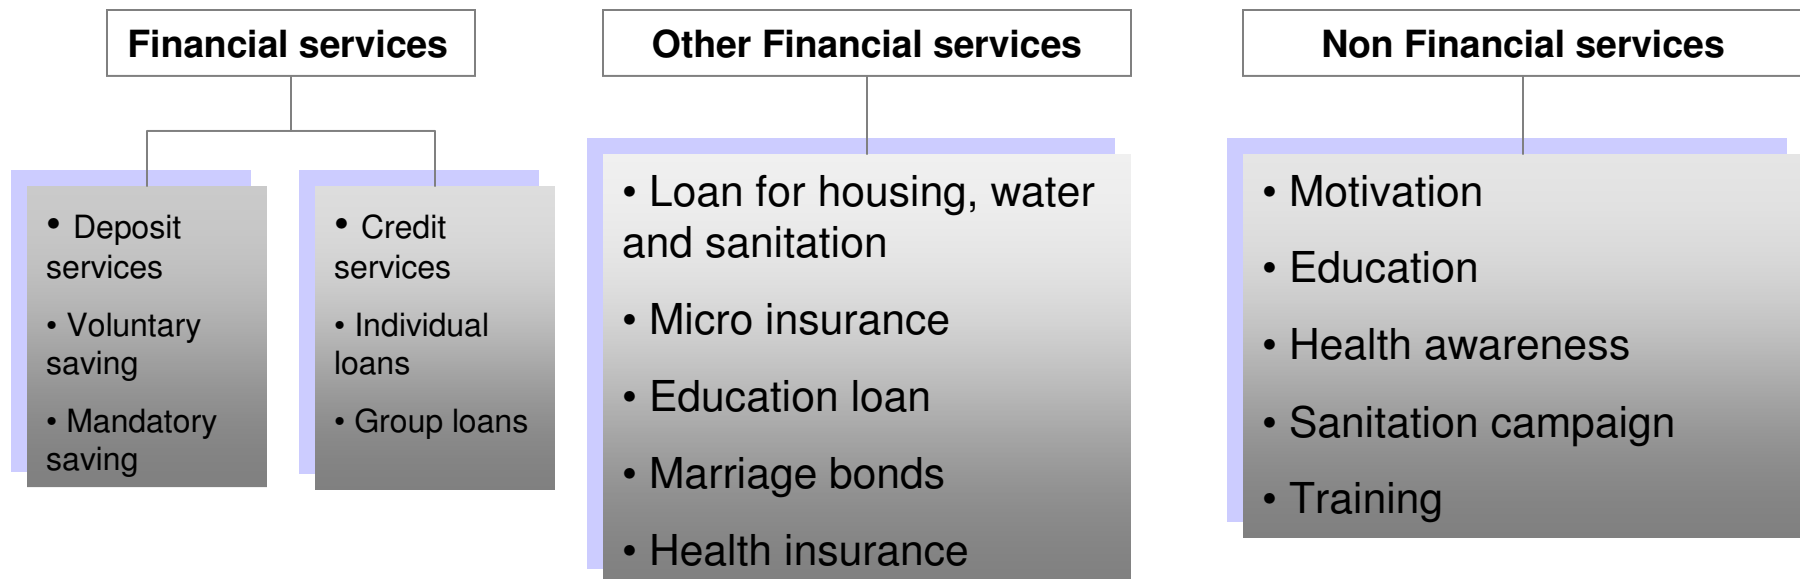 Financial services
• Deposit
services
• Voluntary
saving
• Mandatory
saving
• Credit
services
• Individual
loans
• Group loans
Other Financial services
• Loan for housing, water
and sanitation
• Micro insurance
• Education loan
• Marriage bonds
• Health insurance
Non Financial services
• Motivation
• Education
• Health awareness
• Sanitation campaign
• Training